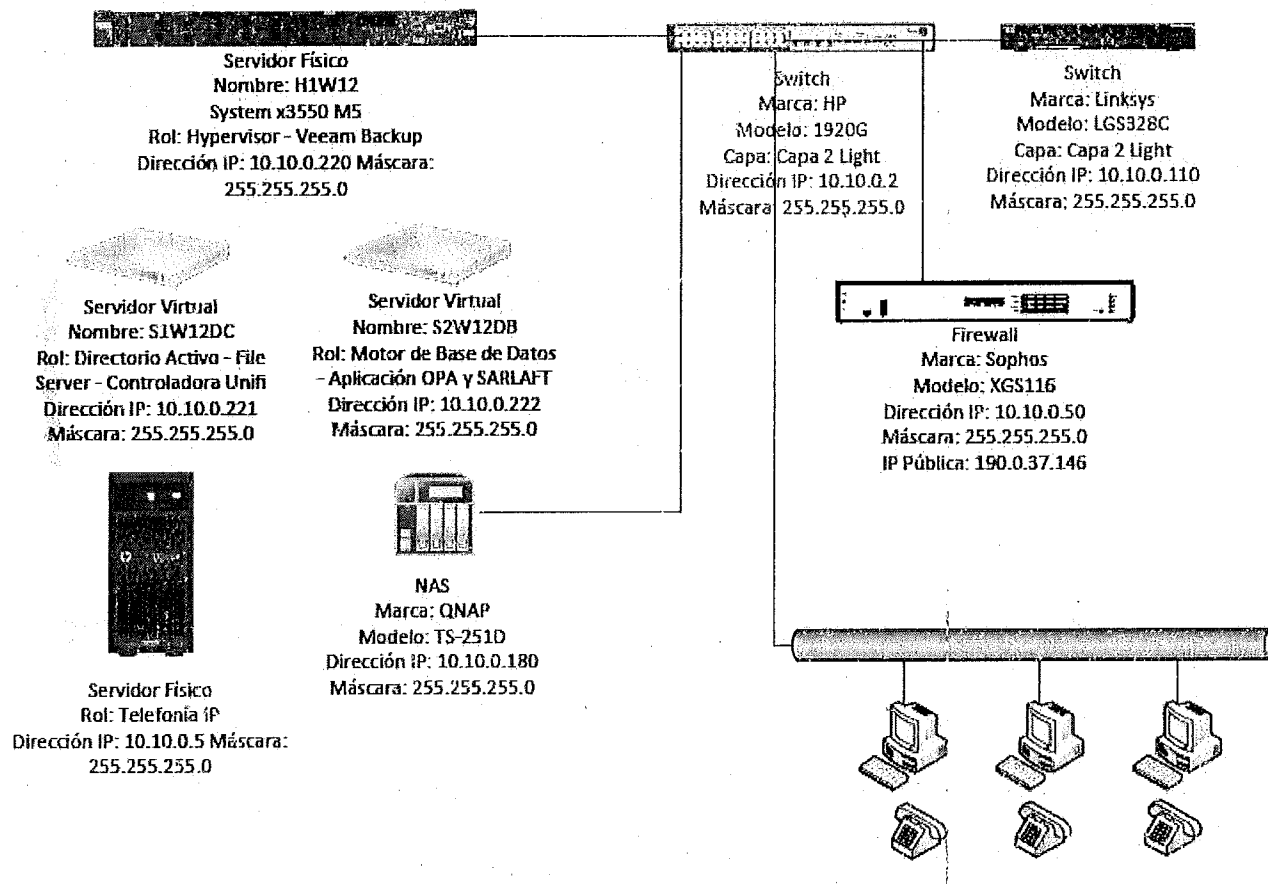 Servidor Físico
Nombre: H1W12
System x3550 M5
Rol: Hypervisor - Veeam Backup
Dirección IP: 10.10.0.220 Máscara:
255.255.255.0
Switch
Marca: HP
Modelo: 1920G
Capa: Capa 2 Light
Dirección IP: 10.10.0.2
Máscara: 255.255.255.0
Switch
Marca: Linksys
Modelo: LGS328C
Capa: Capa 2 Light
Dirección IP: 10.10.0.110
Máscara: 255.255.255.0
Servidor Virtual
Nombre: S1W12DC
Rol: Directorio Activo - File
Server - Controladora Unifi
Dirección IP: 10.10.0.221
Máscara: 255.255.255.0
Servidor Virtual
Nombre: S2W12DB
Rol: Motor de Base de Datos
- Aplicación OPA y SARLAFT
Dirección IP: 10.10.0.222
Máscara: 255.255.255.0
Firewall
Marca: Sophos
Modelo: XGS116
Dirección IP: 10.10.0.50
Máscara: 255.255.255.0
IP Pública: 190.0.37.146
NAS
Marca: QNAP
Modelo: TS-251D
Dirección IP: 10.10.0.180
Máscara: 255.255.255.0
Servidor Físico
Rol: Telefonía IP
Dirección IP: 10.10.0.5 Máscara:
255.255.255.0